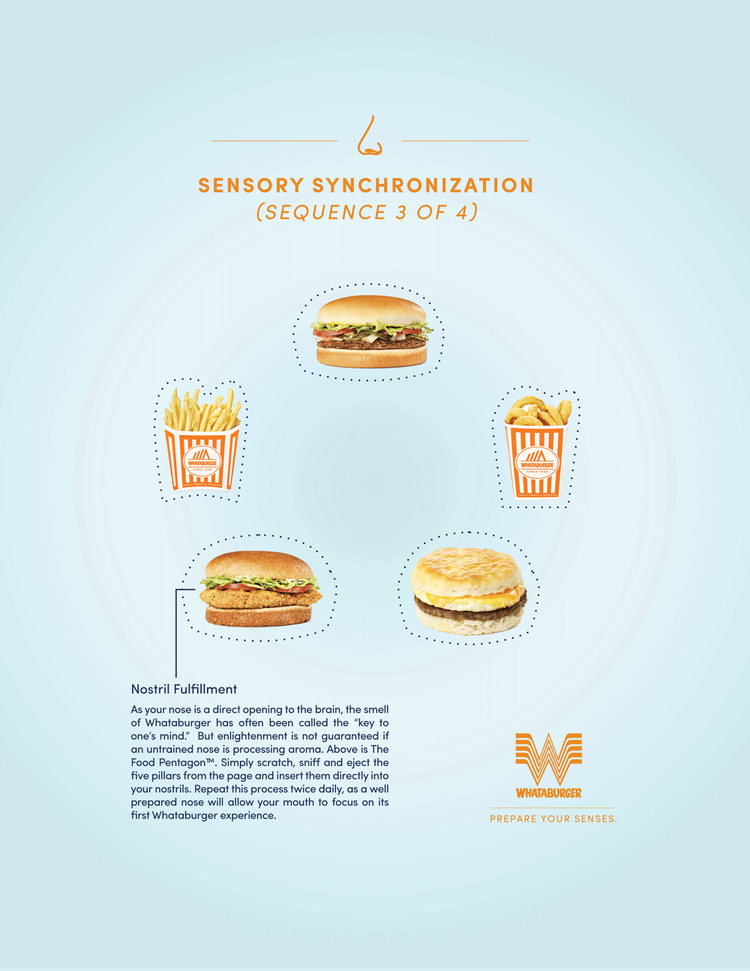 SENSORY SYNCHRONIZATION
(SEQUENCE 3 OF 4)
WHATABURGER
WHATABURGER
Nostril Fulfillment
As your nose is a direct opening to the brain, the smell
of Whataburger has often been called the “key to
one’s mind.” But enlightenment is not guaranteed if
an untrained nose is processing aroma. Above is The
Food Pentagon™. Simply scratch, sniff and eject the
five pillars from the page and insert them directly into
your nostrils. Repeat this process twice daily, as a well
prepared nose will allow your mouth to focus on its
first Whataburger experience.
WHATABURGER
PREPARE YOUR SENSES.